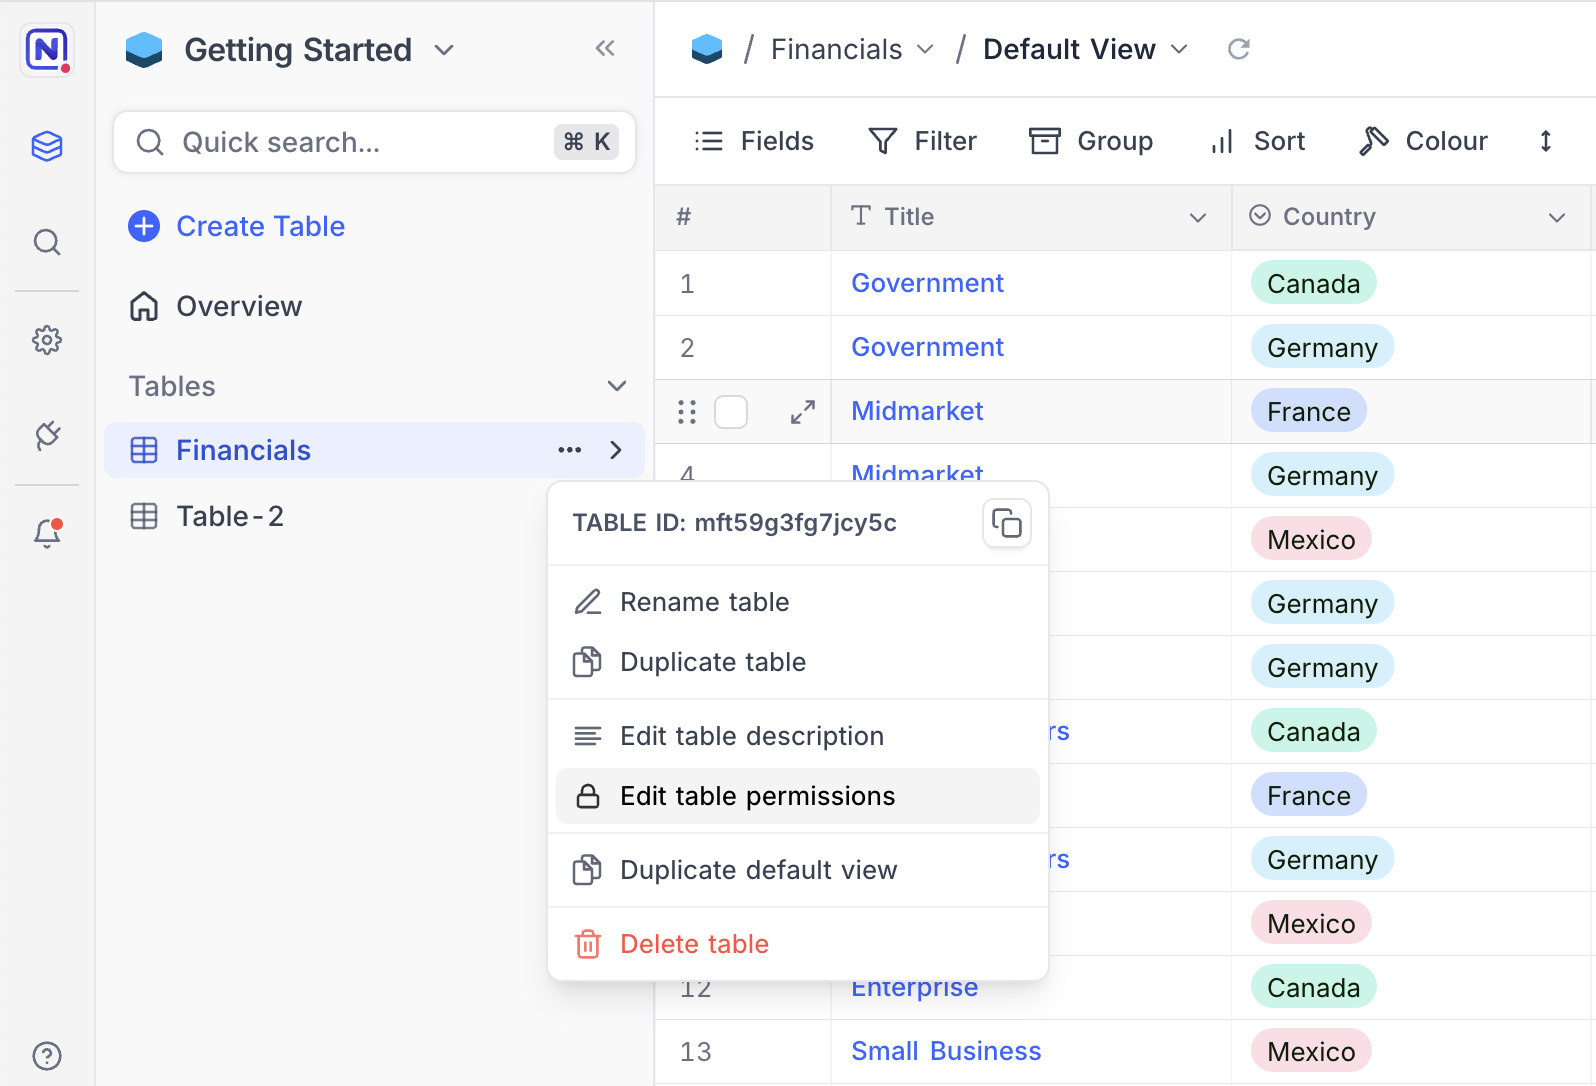 N
Getting Started
Quick search...
⌘ K
Create Table
Overview
Tables
Financials
Table-2
/ Financials / Default View
Fields Filter Group Sort Colour
# Title Country
1 Government Canada
2 Government Germany
Midmarket France
4 Midmarket Germany
Mexico
Germany
Germany
rs Canada
France
rs Germany
Mexico
12 Enterprise Canada
13 Small Business Mexico
TABLE ID: mft59g3fg7jcy5c
Rename table
Duplicate table
Edit table description
Edit table permissions
Duplicate default view
Delete table